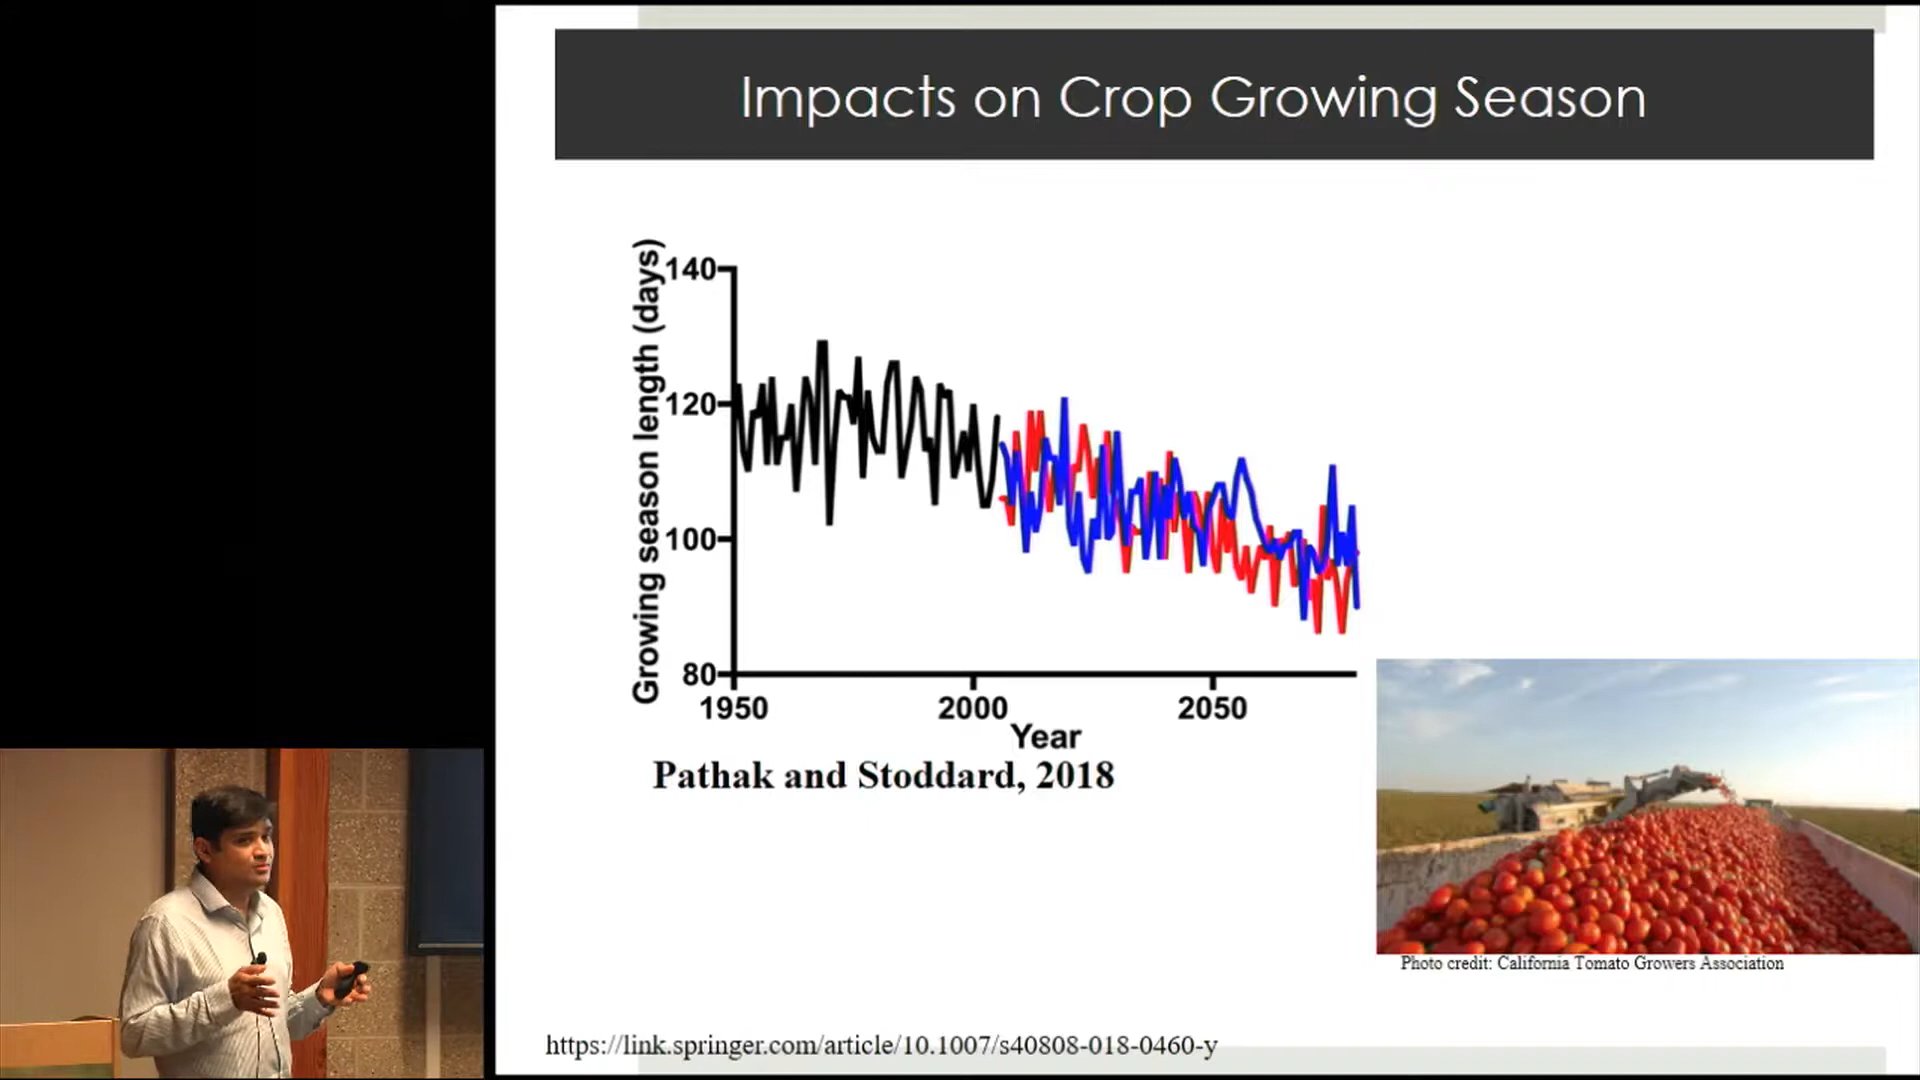 Impacts on Crop Growing Season
Growing season length (days)
140
120
100
80
1950
2000
2050
Year
Pathak and Stoddard, 2018
Photo credit: California Tomato Growers Association
https://link.springer.com/article/10.1007/s40808-018-0460-y